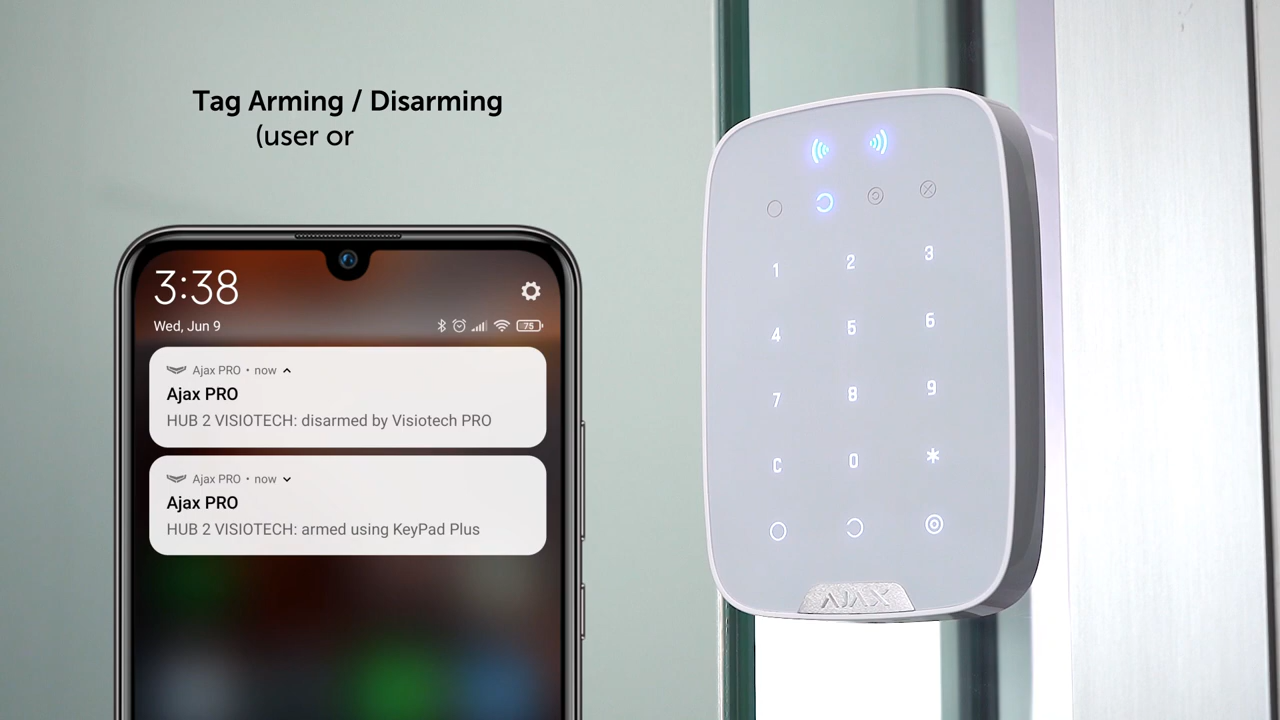 Tag Arming / Disarming
(user or
3:38
Wed, Jun 9
75
Ajax PRO • now
Ajax PRO
HUB 2 VISIOTECH: disarmed by Visiotech PRO
Ajax PRO • now
Ajax PRO
HUB 2 VISIOTECH: armed using KeyPad Plus
1 2 3
4 5 6
7 8 9
C 0 *
AJAX